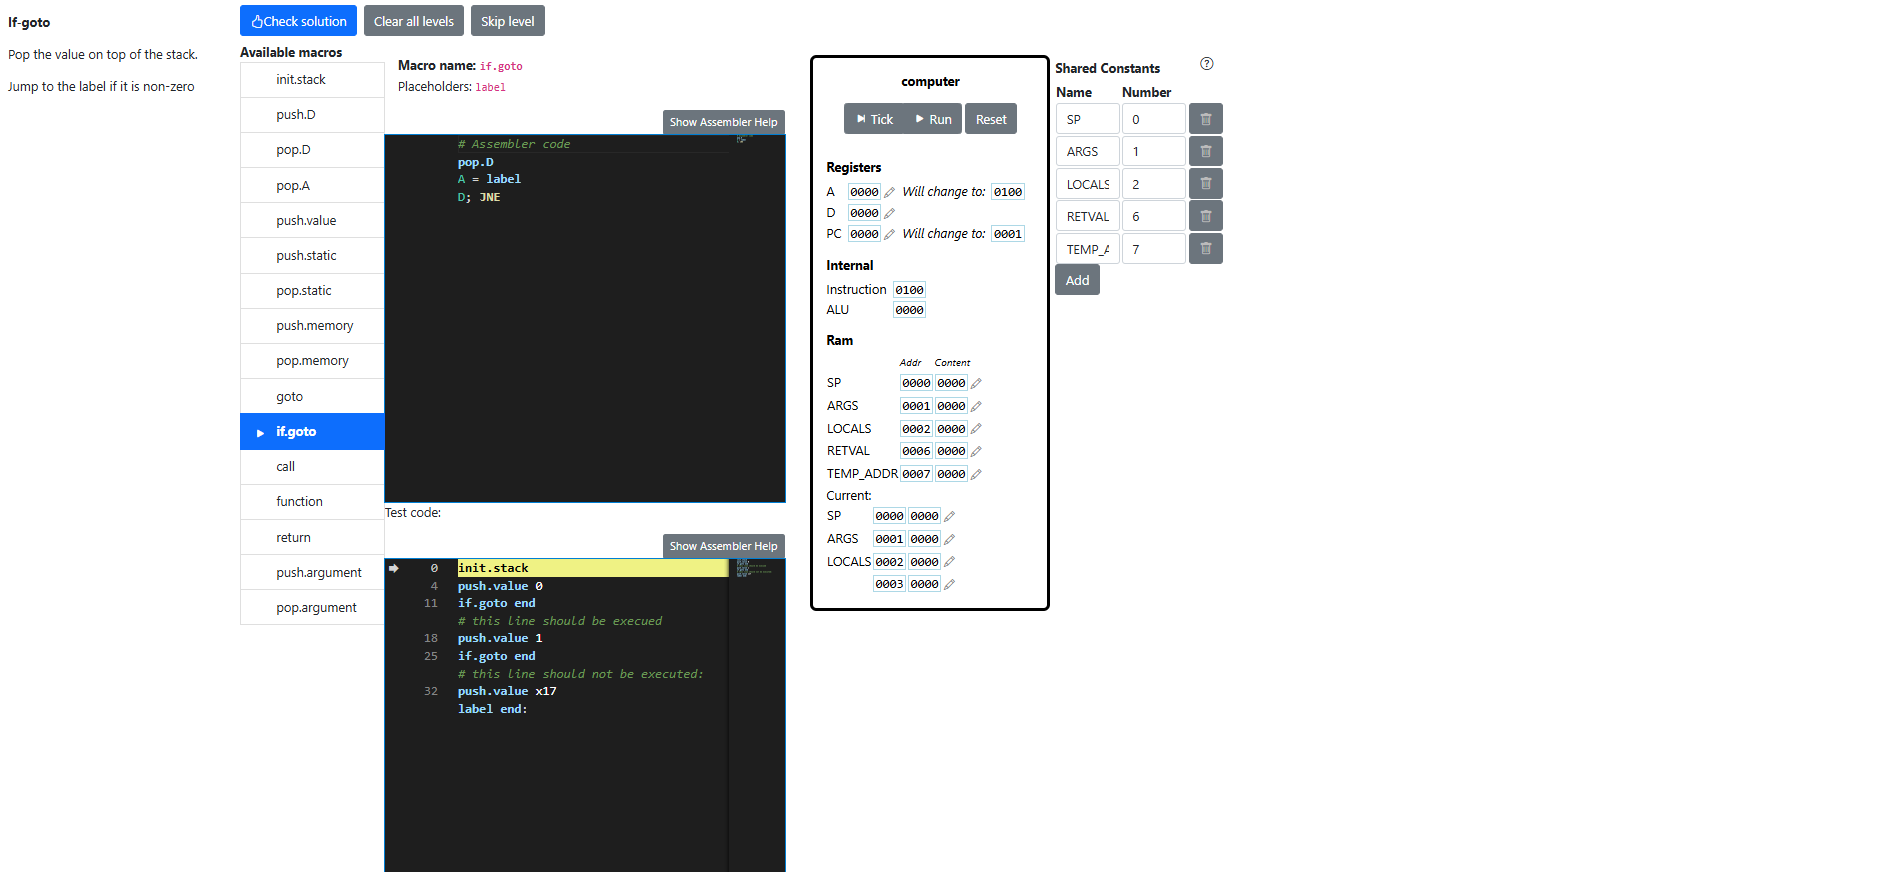 If-goto
Pop the value on top of the stack.
Jump to the label if it is non-zero
Check solution
Clear all levels
Skip level
Available macros
init.stack
push.D
pop.D
pop.A
push.value
push.static
pop.static
push.memory
pop.memory
goto
if.goto
call
function
return
push.argument
pop.argument
Macro name: if.goto
Placeholders: label
Show Assembler Help
# Assembler code
pop.D
A = label
D; JNE
Test code:
Show Assembler Help
0 init.stack
4 push.value 0
11 if.goto end
# this line should be execued
18 push.value 1
25 if.goto end
# this line should not be executed:
32 push.value x17
label end:
computer
Tick Run Reset
Registers
A 0000 Will change to: 0100
D 0000
PC 0000 Will change to: 0001
Internal
Instruction 0100
ALU 0000
Ram
Addr Content
SP 0000 0000
ARGS 0001 0000
LOCALS 0002 0000
RETVAL 0006 0000
TEMP_ADDR 0007 0000
Current:
SP 0000 0000
ARGS 0001 0000
LOCALS 0002 0000
0003 0000
Shared Constants ?
Name Number
SP 0
ARGS 1
LOCALS 2
RETVAL 6
TEMP_A 7
Add